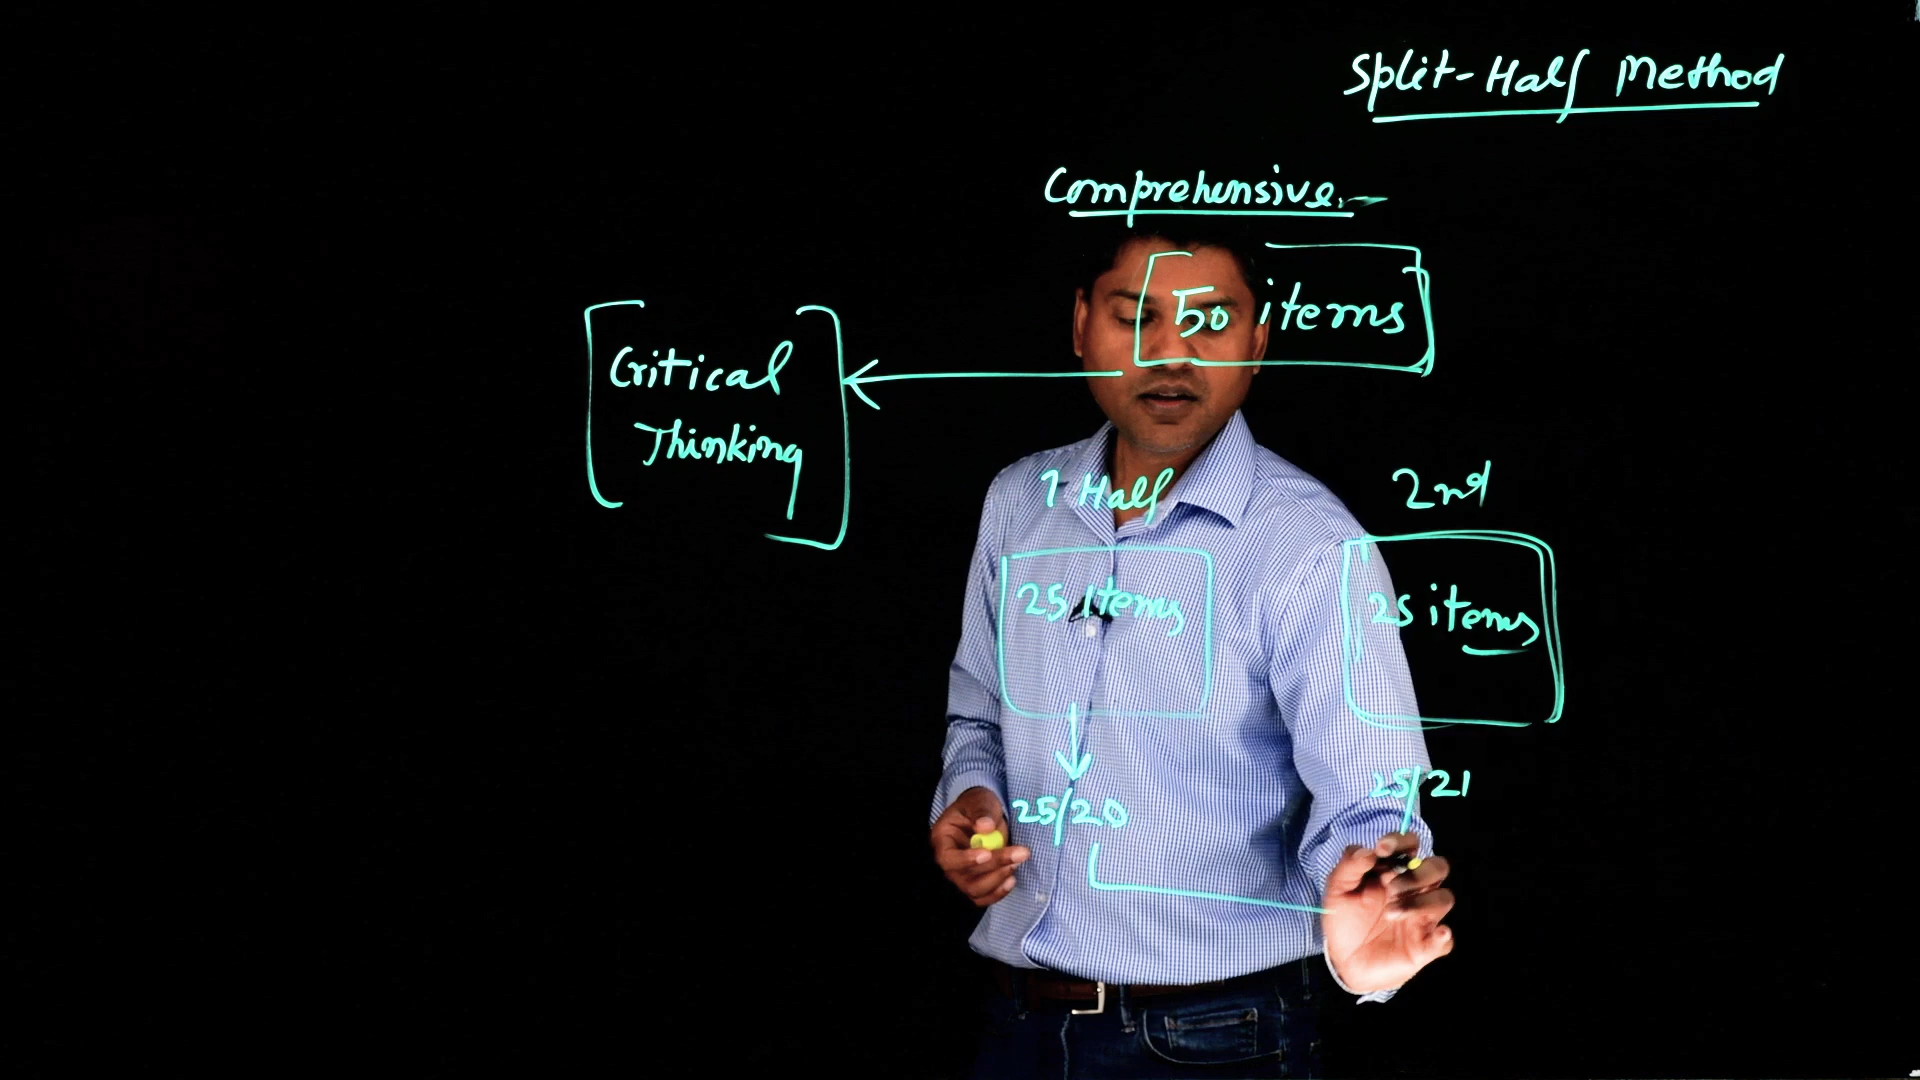 Split-Half Method
Comprehensive.
50 items
Critical
Thinking
1 Half
2nd
25 Items
25 items
25/20
25/21